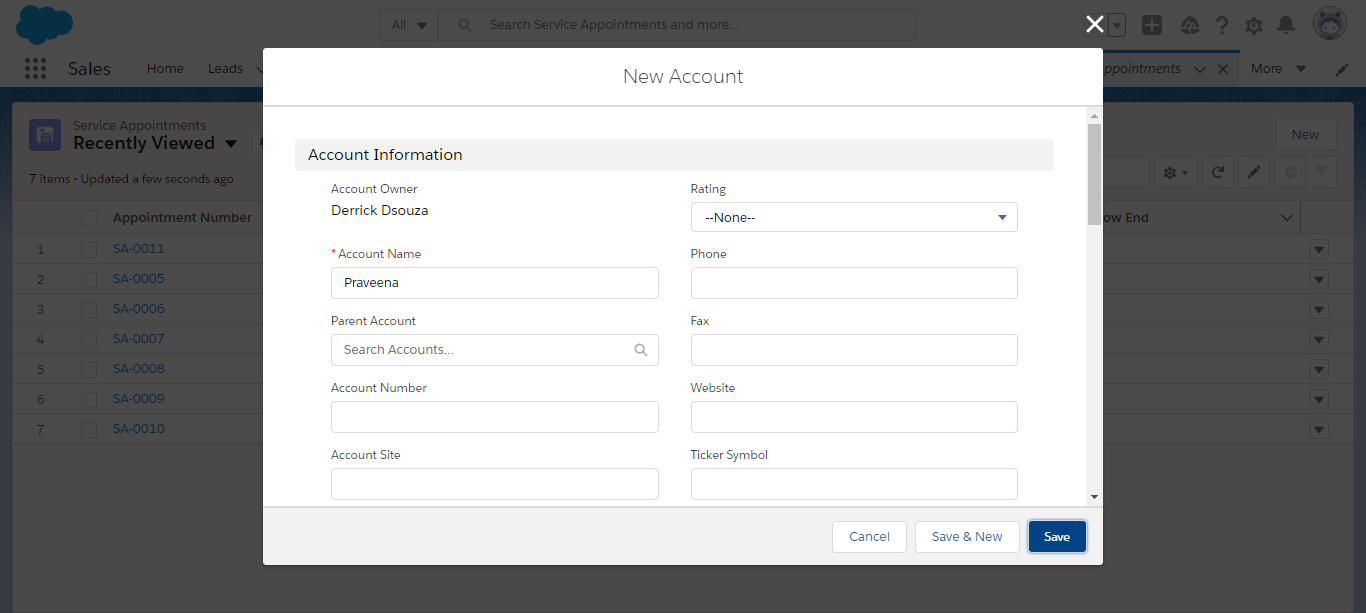 All
Search Service Appointments and more...
Sales
Home
Leads
More
Service Appointments
Recently Viewed
New
7 items • Updated a few seconds ago
Appointment Number
1 SA-0011
2 SA-0005
3 SA-0006
4 SA-0007
5 SA-0008
6 SA-0009
7 SA-0010
End
New Account
Account Information
Account Owner
Derrick Dsouza
Rating
--None--
* Account Name
Praveena
Phone
Parent Account
Search Accounts...
Fax
Account Number
Website
Account Site
Ticker Symbol
Cancel
Save & New
Save